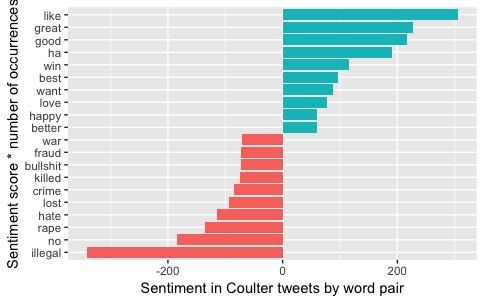 Sentiment score * number of occurrences
like
great
good
ha
win
best
want
love
happy
better
war
fraud
bullshit
killed
crime
lost
hate
rape
no
illegal
-200 0 200
Sentiment in Coulter tweets by word pair